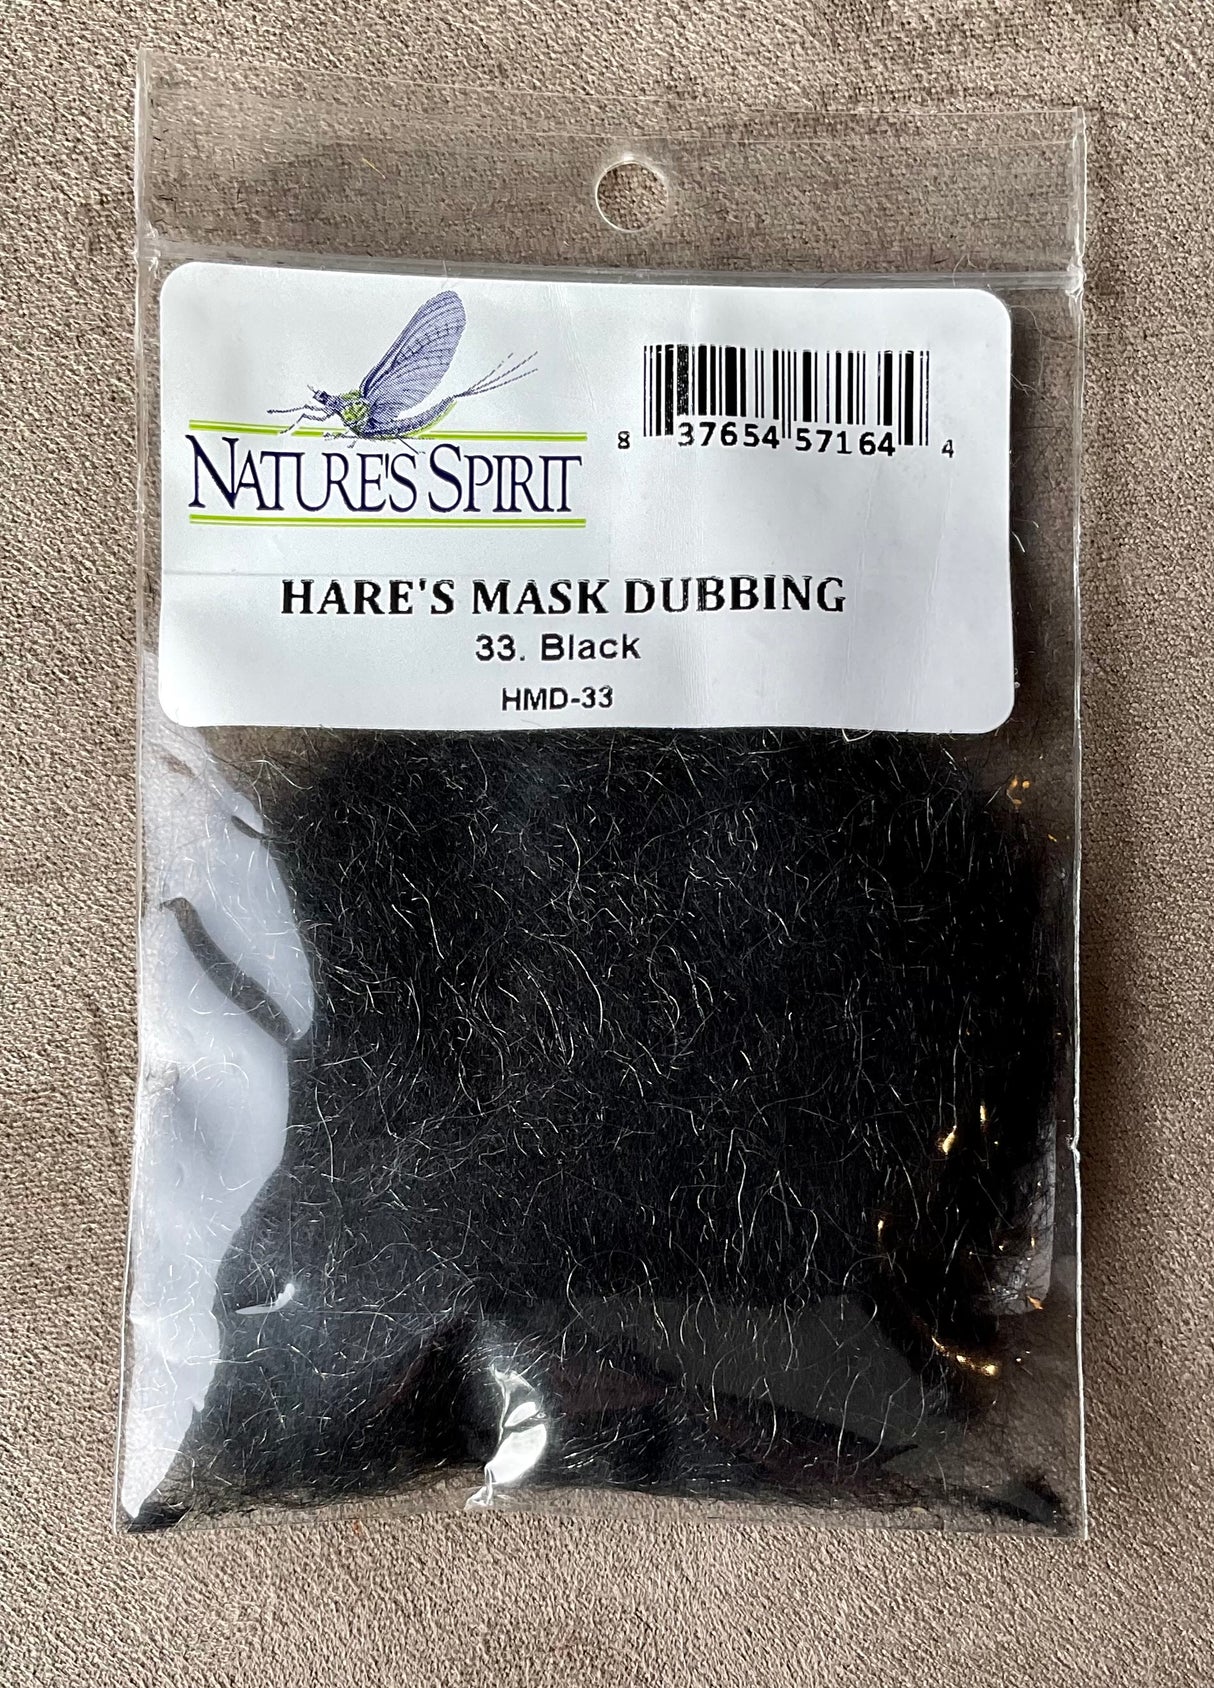 NATURE'S SPIRIT
8 37654 57164 4
HARE'S MASK DUBBING
33. Black
HMD-33